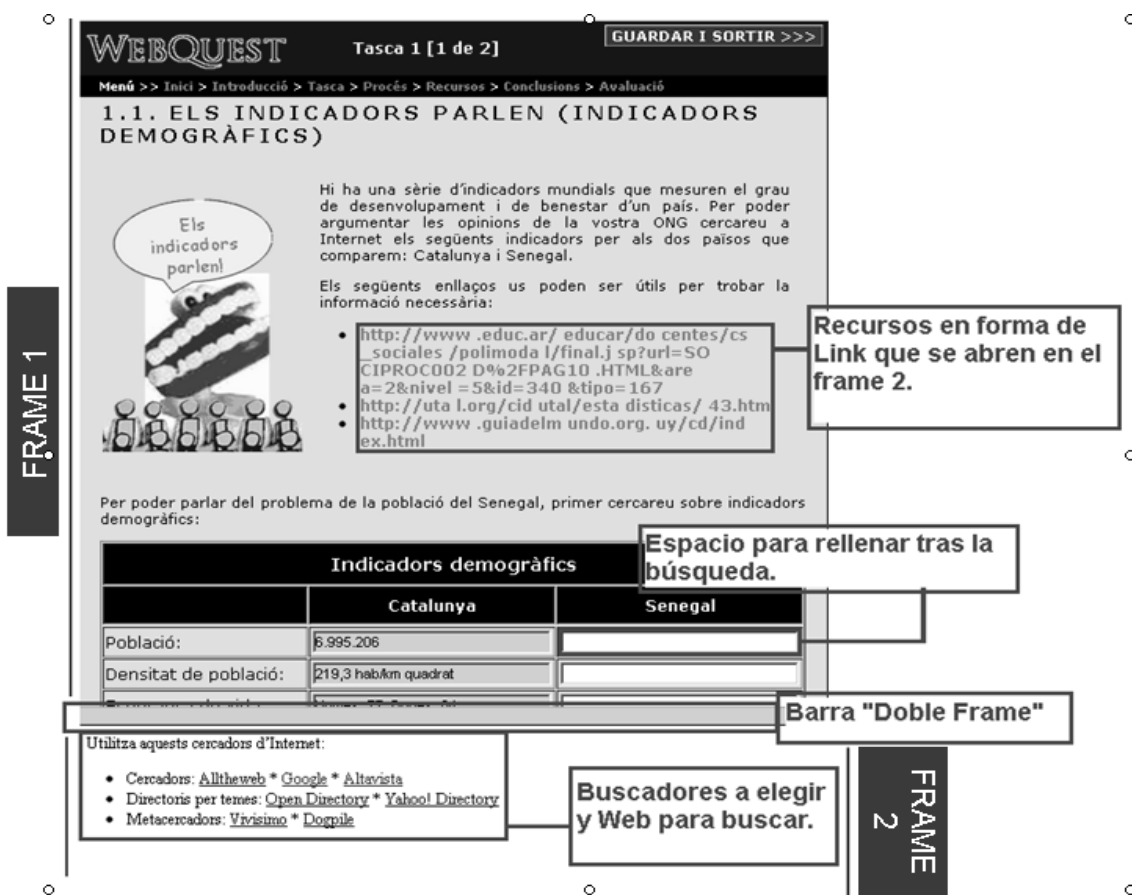 WEBQUEST
Tasca 1 [1 de 2]
GUARDAR I SORTIR >>>
Menú >> Inici > Introducció > Tasca > Procés > Recursos > Conclusions > Avaluació
1.1. ELS INDICADORS PARLEN (INDICADORS
DEMOGRÀFICS)
Els
indicadors
parlen!
Hi ha una sèrie d'indicadors mundials que mesuren el grau
de desenvolupament i de benestar d'un país. Per poder
argumentar les opinions de la vostra ONG cercareu a
Internet els següents indicadors per als dos països que
comparem: Catalunya i Senegal.
Els següents enllaços us poden ser útils per trobar la
informació necessària:
• http://www .educ.ar/ educar/do centes/cs
_sociales /polimoda l/final.j sp?url=SO
CIPROC002 D%2FPAG10 .HTML&are
a=2&nivel =5&id=340 &tipo=167
• http://uta l.org/cid utal/esta disticas/ 43.htm
• http://www .guiadelm undo.org. uy/cd/ind
ex.html
Recursos en forma de
Link que se abren en el
frame 2.
FRAME 1
Per poder parlar del problema de la població del Senegal, primer cercareu sobre indicadors
demogràfics:
Espacio para rellenar tras la
búsqueda.
Indicadors demogràfics
Catalunya
Senegal
Població:
6.995.206
Densitat de població:
219,3 hab/km quadrat
Barra "Doble Frame"
Utilitza aquests cercadors d'Internet:
• Cercadors: Alltheweb * Google * Altavista
• Directoris per temes: Open Directory * Yahoo! Directory
• Metacercadors: Vivisimo * Dogpile
Buscadores a elegir
y Web para buscar.
FRAME
2